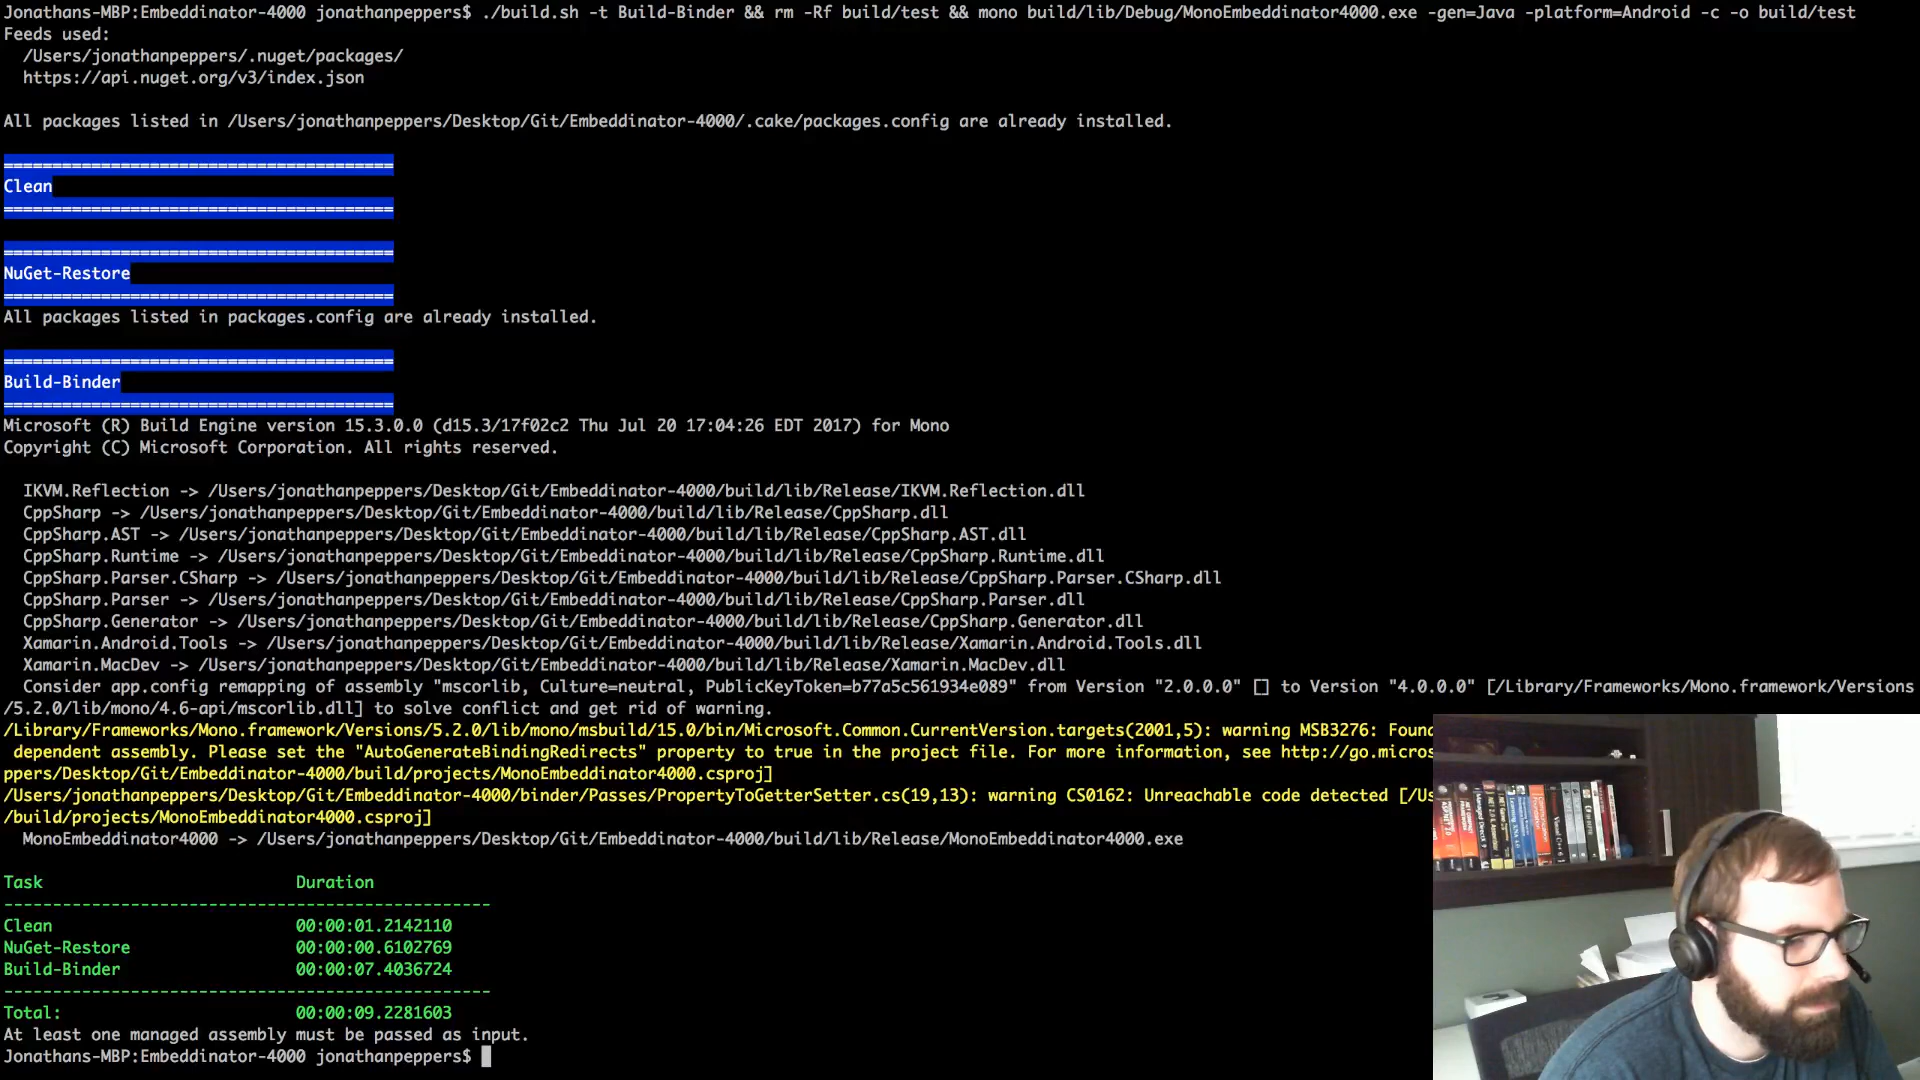 Jonathans-MBP:Embeddinator-4000 jonathanpeppers$ ./build.sh -t Build-Binder && rm -Rf build/test && mono build/lib/Debug/MonoEmbeddinator4000.exe -gen=Java -platform=Android -c -o build/test
Feeds used:
  /Users/jonathanpeppers/.nuget/packages/
  https://api.nuget.org/v3/index.json
All packages listed in /Users/jonathanpeppers/Desktop/Git/Embeddinator-4000/.cake/packages.config are already installed.
========================================
Clean
========================================
========================================
NuGet-Restore
========================================
All packages listed in packages.config are already installed.
========================================
Build-Binder
========================================
Microsoft (R) Build Engine version 15.3.0.0 (d15.3/17f02c2 Thu Jul 20 17:04:26 EDT 2017) for Mono
Copyright (C) Microsoft Corporation. All rights reserved.
  IKVM.Reflection -> /Users/jonathanpeppers/Desktop/Git/Embeddinator-4000/build/lib/Release/IKVM.Reflection.dll
  CppSharp -> /Users/jonathanpeppers/Desktop/Git/Embeddinator-4000/build/lib/Release/CppSharp.dll
  CppSharp.AST -> /Users/jonathanpeppers/Desktop/Git/Embeddinator-4000/build/lib/Release/CppSharp.AST.dll
  CppSharp.Runtime -> /Users/jonathanpeppers/Desktop/Git/Embeddinator-4000/build/lib/Release/CppSharp.Runtime.dll
  CppSharp.Parser.CSharp -> /Users/jonathanpeppers/Desktop/Git/Embeddinator-4000/build/lib/Release/CppSharp.Parser.CSharp.dll
  CppSharp.Parser -> /Users/jonathanpeppers/Desktop/Git/Embeddinator-4000/build/lib/Release/CppSharp.Parser.dll
  CppSharp.Generator -> /Users/jonathanpeppers/Desktop/Git/Embeddinator-4000/build/lib/Release/CppSharp.Generator.dll
  Xamarin.Android.Tools -> /Users/jonathanpeppers/Desktop/Git/Embeddinator-4000/build/lib/Release/Xamarin.Android.Tools.dll
  Xamarin.MacDev -> /Users/jonathanpeppers/Desktop/Git/Embeddinator-4000/build/lib/Release/Xamarin.MacDev.dll
  Consider app.config remapping of assembly "mscorlib, Culture=neutral, PublicKeyToken=b77a5c561934e089" from Version "2.0.0.0" [] to Version "4.0.0.0" [/Library/Frameworks/Mono.framework/Versions
/5.2.0/lib/mono/4.6-api/mscorlib.dll] to solve conflict and get rid of warning.
/Library/Frameworks/Mono.framework/Versions/5.2.0/lib/mono/msbuild/15.0/bin/Microsoft.Common.CurrentVersion.targets(2001,5): warning MSB3276: Foun
 dependent assembly. Please set the "AutoGenerateBindingRedirects" property to true in the project file. For more information, see http://go.micros
ppers/Desktop/Git/Embeddinator-4000/build/projects/MonoEmbeddinator4000.csproj]
/Users/jonathanpeppers/Desktop/Git/Embeddinator-4000/binder/Passes/PropertyToGetterSetter.cs(19,13): warning CS0162: Unreachable code detected [/Us
/build/projects/MonoEmbeddinator4000.csproj]
  MonoEmbeddinator4000 -> /Users/jonathanpeppers/Desktop/Git/Embeddinator-4000/build/lib/Release/MonoEmbeddinator4000.exe
Task                          Duration
--------------------------------------------------
Clean                         00:00:01.2142110
NuGet-Restore                 00:00:00.6102769
Build-Binder                  00:00:07.4036724
--------------------------------------------------
Total:                        00:00:09.2281603
At least one managed assembly must be passed as input.
Jonathans-MBP:Embeddinator-4000 jonathanpeppers$